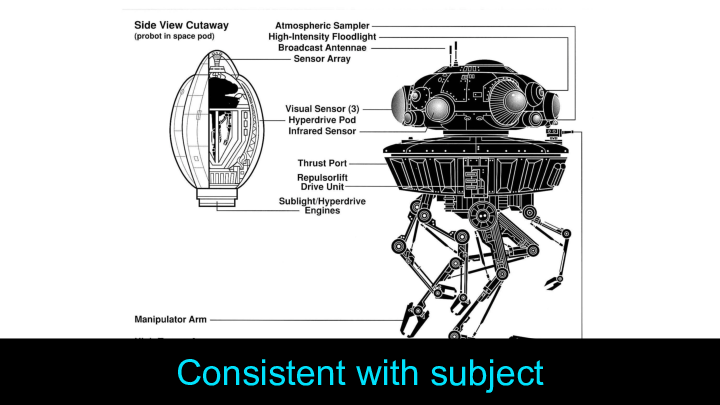 Side View Cutaway
(probot in space pod)
Atmospheric Sampler
High-Intensity Floodlight
Broadcast Antennae
Sensor Array
Visual Sensor (3)
Hyperdrive Pod
Infrared Sensor
Thrust Port
Repulsorlift
Drive Unit
Sublight/Hyperdrive
Engines
Manipulator Arm
Consistent with subject